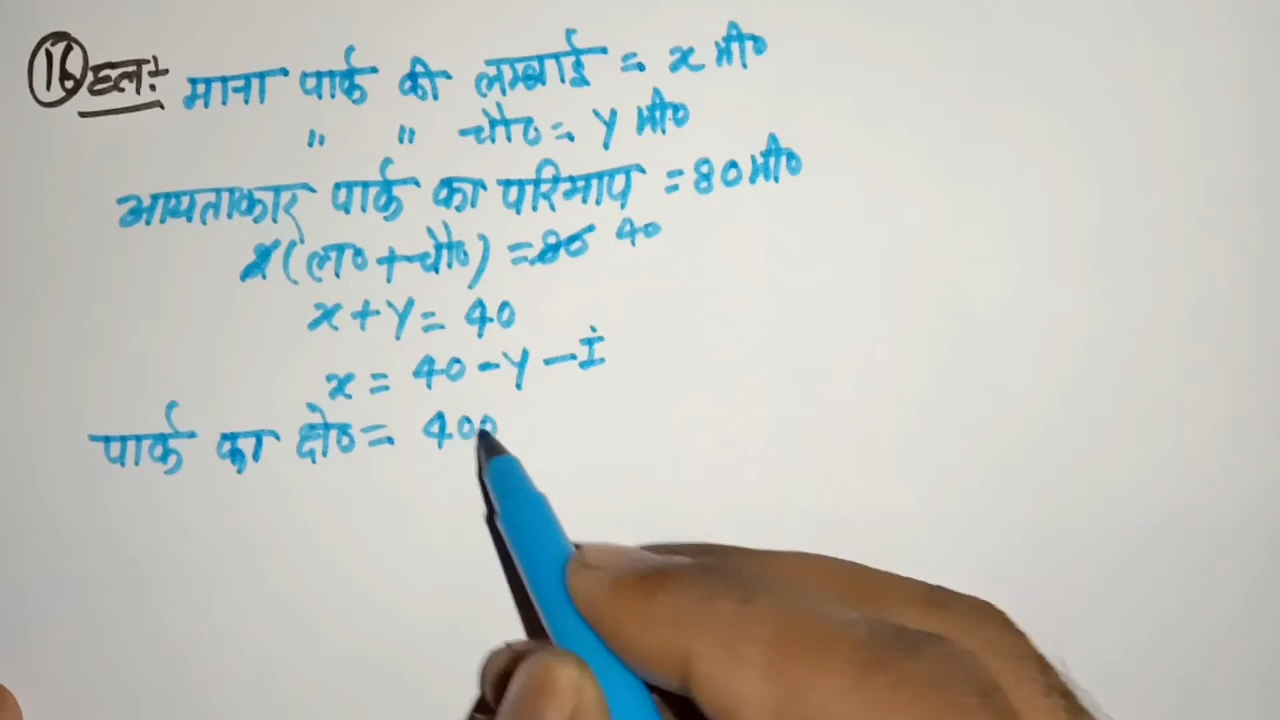 16 हलः- माना पार्क की लम्बाई = x मी०
" " चौ० = y मी०
आयताकार पार्क का परिमाप = 80 मी०
2(ल० + चौ०) = 80 40
x + y = 40
x = 40 - y - I
पार्क का क्षे० = 400